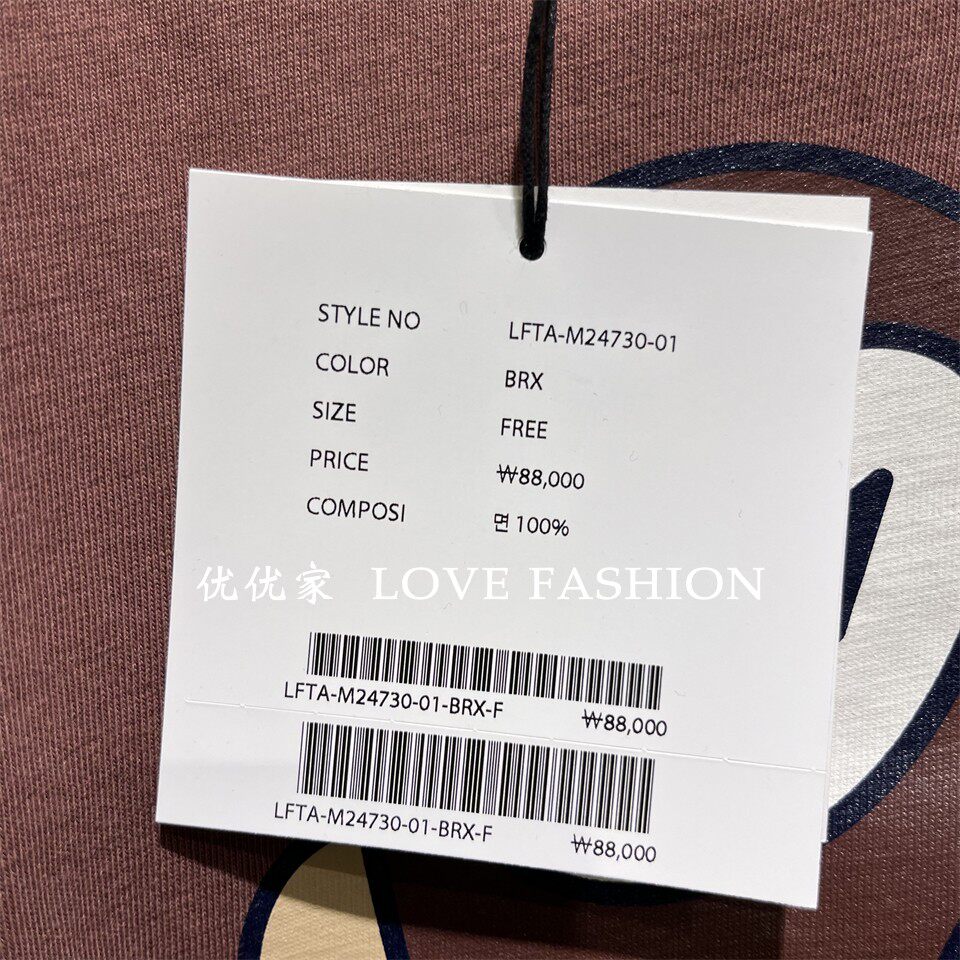 STYLE NO LFTA-M24730-01
COLOR BRX
SIZE FREE
PRICE ₩88,000
COMPOSI 면 100%
优优家 LOVE FASHION
LFTA-M24730-01-BRX-F ₩88,000
LFTA-M24730-01-BRX-F ₩88,000